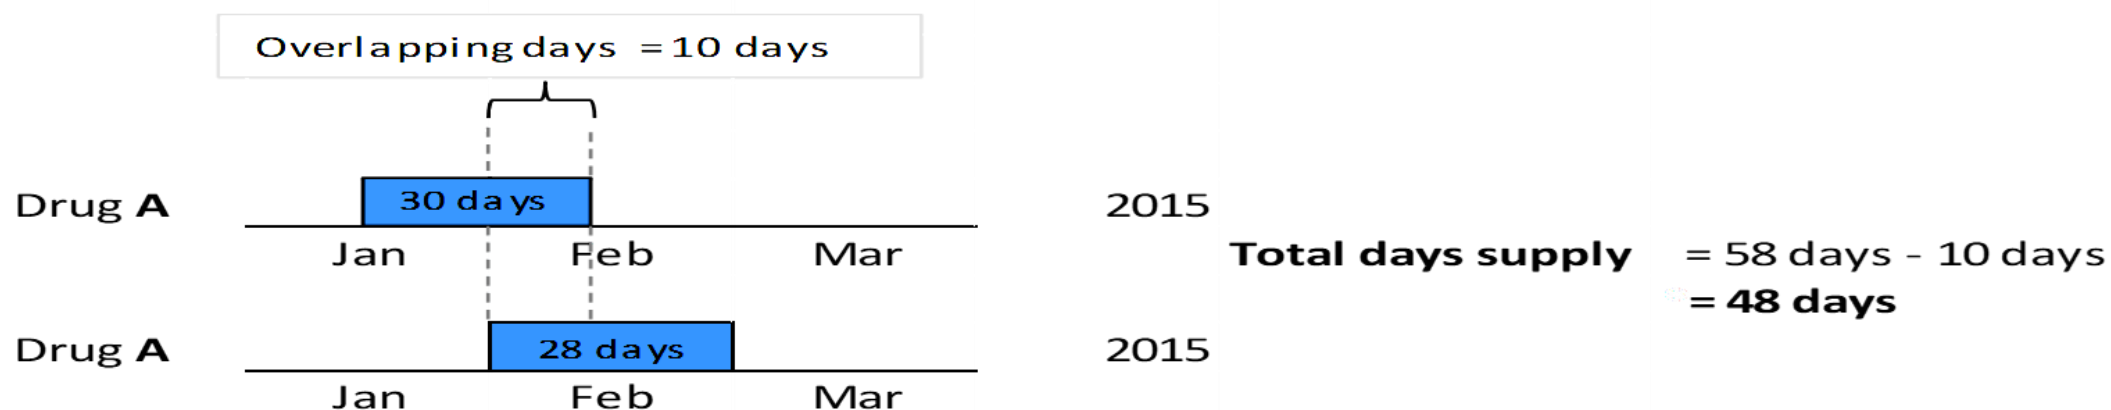 Overlapping days = 10 days
Drug A 30 days 2015
Jan Feb Mar
Total days supply = 58 days - 10 days
= 48 days
Drug A 28 days 2015
Jan Feb Mar